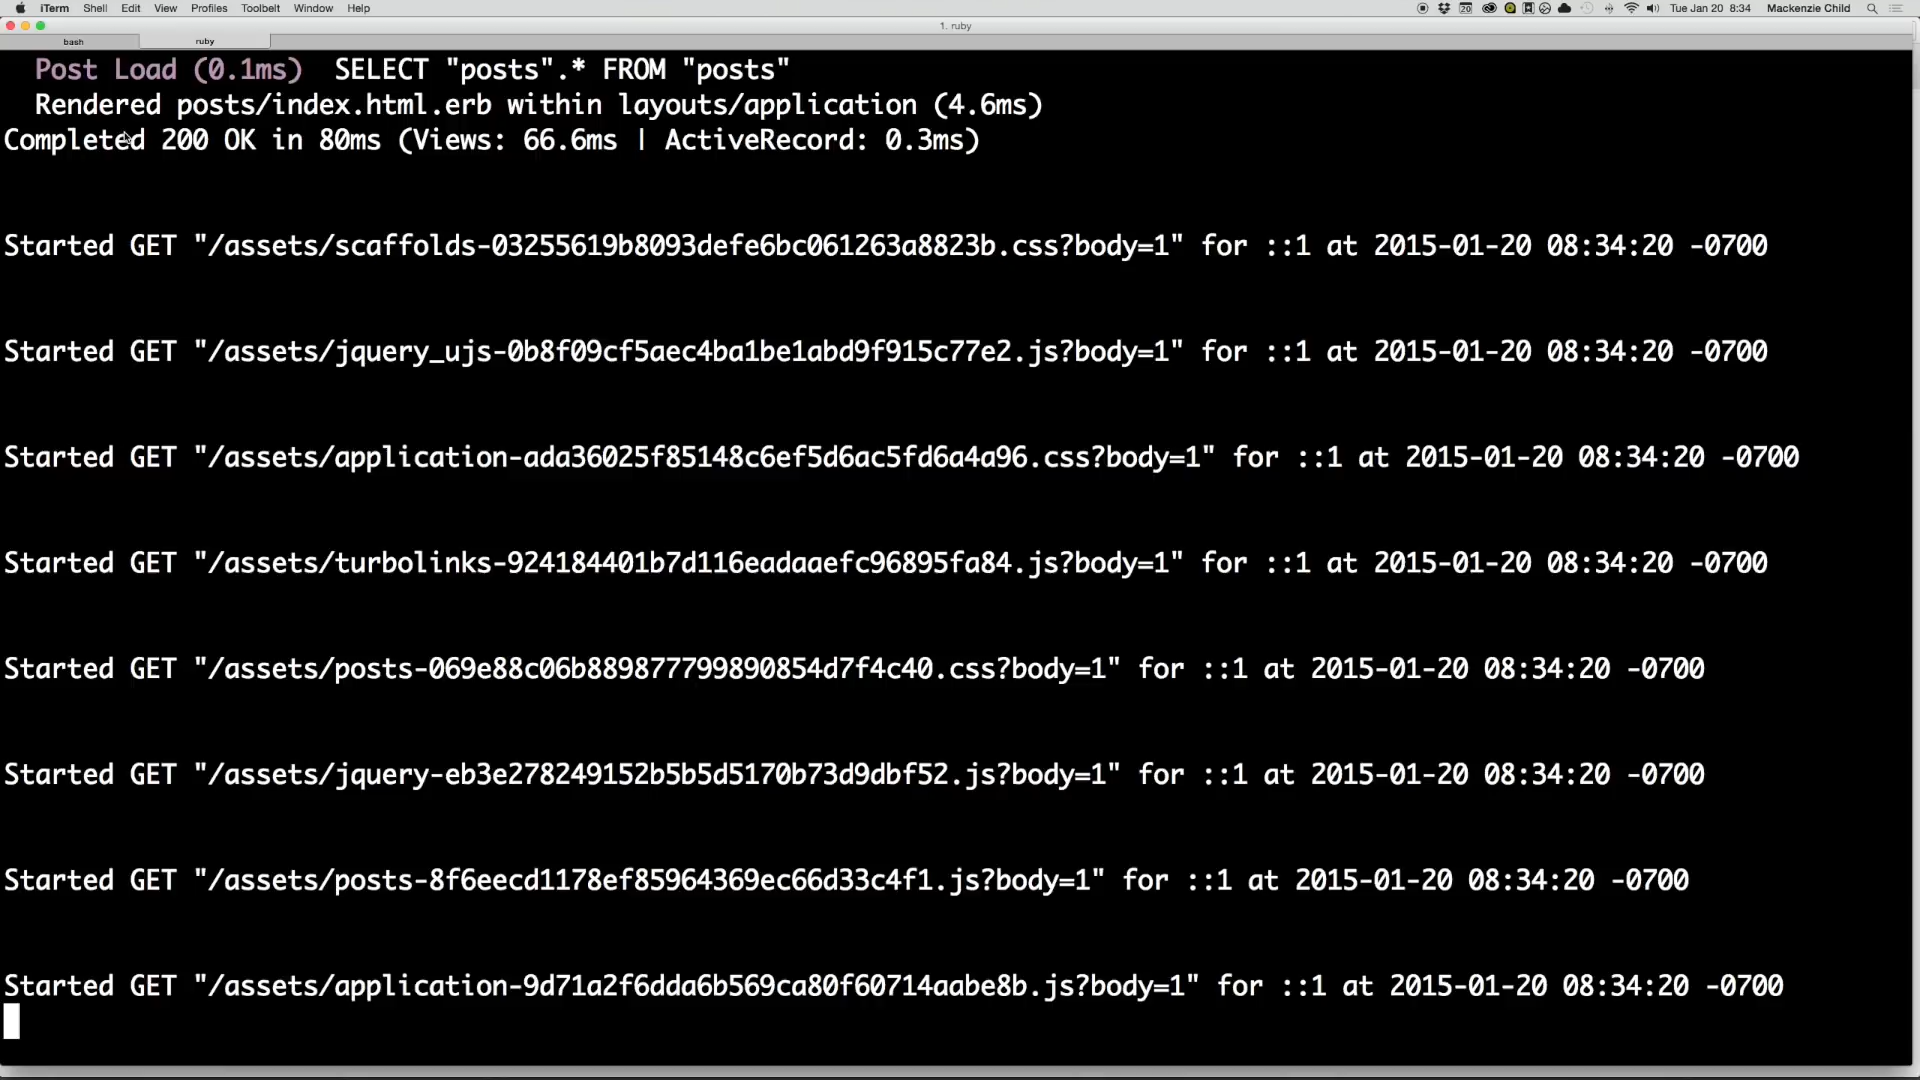 iTerm Shell Edit View Profiles Toolbelt Window Help 20 Tue Jan 20 8:34 Mackenzie Child
1. ruby
bash ruby
Post Load (0.1ms) SELECT "posts".* FROM "posts"
Rendered posts/index.html.erb within layouts/application (4.6ms)
Completed 200 OK in 80ms (Views: 66.6ms | ActiveRecord: 0.3ms)
Started GET "/assets/scaffolds-03255619b8093defe6bc061263a8823b.css?body=1" for ::1 at 2015-01-20 08:34:20 -0700
Started GET "/assets/jquery_ujs-0b8f09cf5aec4ba1be1abd9f915c77e2.js?body=1" for ::1 at 2015-01-20 08:34:20 -0700
Started GET "/assets/application-ada36025f85148c6ef5d6ac5fd6a4a96.css?body=1" for ::1 at 2015-01-20 08:34:20 -0700
Started GET "/assets/turbolinks-924184401b7d116eadaaefc96895fa84.js?body=1" for ::1 at 2015-01-20 08:34:20 -0700
Started GET "/assets/posts-069e88c06b889877799890854d7f4c40.css?body=1" for ::1 at 2015-01-20 08:34:20 -0700
Started GET "/assets/jquery-eb3e278249152b5b5d5170b73d9dbf52.js?body=1" for ::1 at 2015-01-20 08:34:20 -0700
Started GET "/assets/posts-8f6eecd1178ef85964369ec66d33c4f1.js?body=1" for ::1 at 2015-01-20 08:34:20 -0700
Started GET "/assets/application-9d71a2f6dda6b569ca80f60714aabe8b.js?body=1" for ::1 at 2015-01-20 08:34:20 -0700